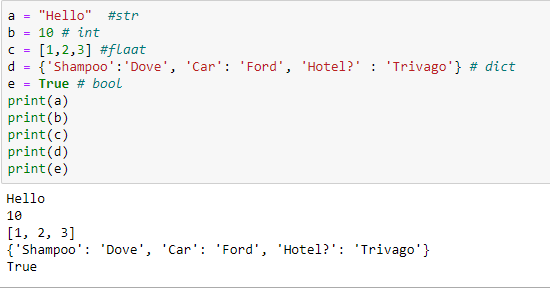 a = "Hello"  #str
b = 10 # int
c = [1,2,3] #flaat
d = {'Shampoo':'Dove', 'Car': 'Ford', 'Hotel?' : 'Trivago'} # dict
e = True # bool
print(a)
print(b)
print(c)
print(d)
print(e)
Hello
10
[1, 2, 3]
{'Shampoo': 'Dove', 'Car': 'Ford', 'Hotel?': 'Trivago'}
True